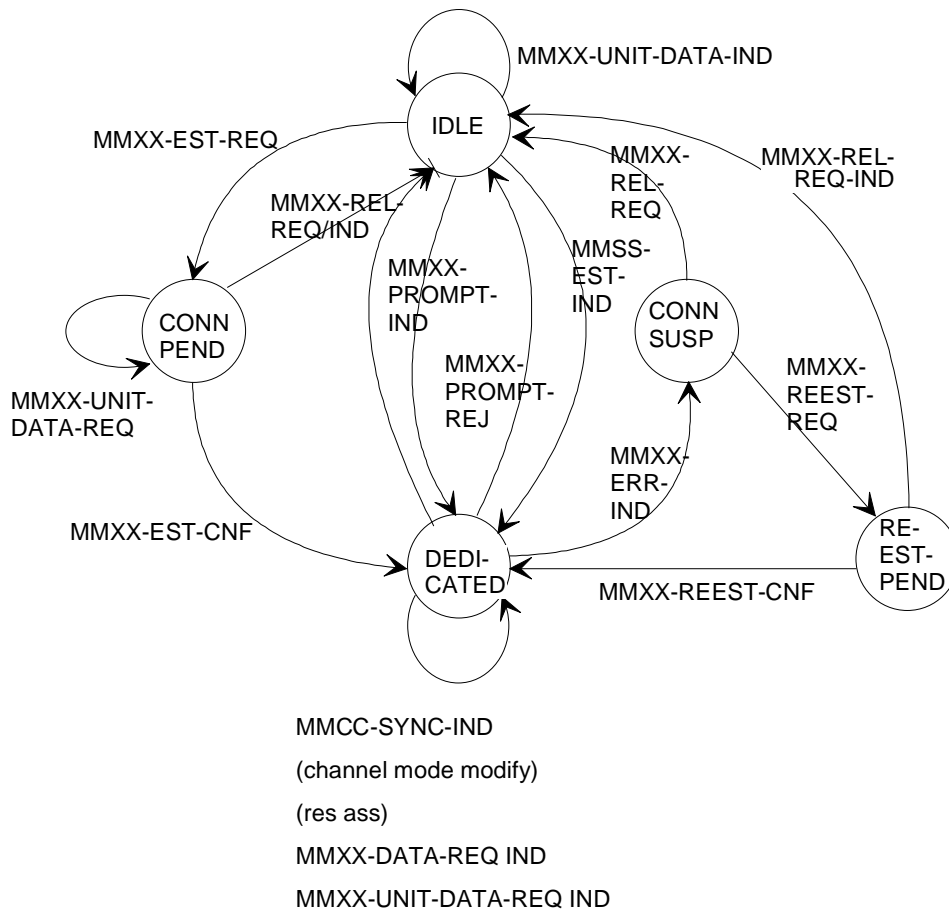 MMXX-UNIT-DATA-IND
IDLE
MMXX-EST-REQ
MMXX-
REL-
REQ
MMXX-REL-
REQ-IND
MMXX-REL-
REQ/IND
MMXX-
PROMPT-
IND
MMSS-
EST-
IND
CONN
PEND
CONN
SUSP
MMXX-UNIT-
DATA-REQ
MMXX-
PROMPT-
REJ
MMXX-
REEST-
REQ
MMXX-
ERR-
IND
MMXX-EST-CNF
DEDI-
CATED
RE-
EST-
PEND
MMXX-REEST-CNF
MMCC-SYNC-IND
(channel mode modify)
(res ass)
MMXX-DATA-REQ IND
MMXX-UNIT-DATA-REQ IND